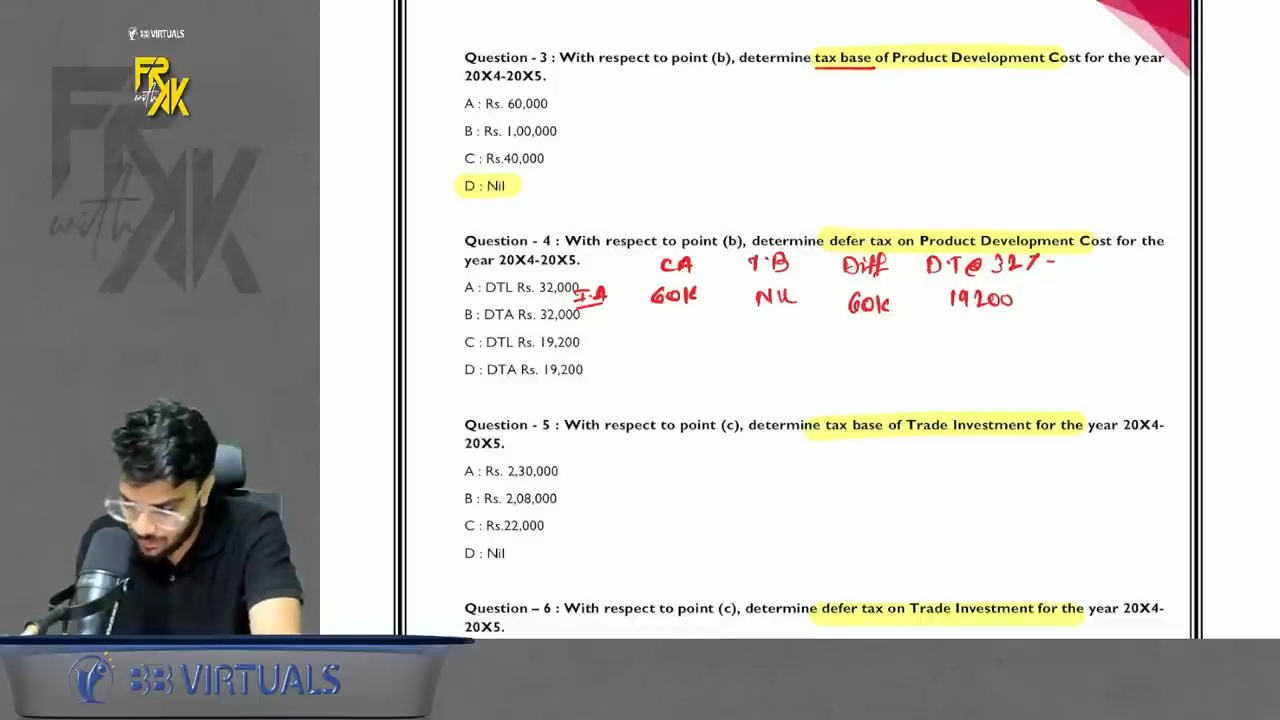 BB VIRTUALS
FR
with
AK
FR
with
AK
Question - 3 : With respect to point (b), determine tax base of Product Development Cost for the year
20X4-20X5.
A : Rs. 60,000
B : Rs. 1,00,000
C : Rs.40,000
D : Nil
Question - 4 : With respect to point (b), determine defer tax on Product Development Cost for the
year 20X4-20X5.
CA T.B Diff DT@ 32%
A : DTL Rs. 32,000
I.A 60K NIL 60K 19200
B : DTA Rs. 32,000
C : DTL Rs. 19,200
D : DTA Rs. 19,200
Question - 5 : With respect to point (c), determine tax base of Trade Investment for the year 20X4-
20X5.
A : Rs. 2,30,000
B : Rs. 2,08,000
C : Rs.22,000
D : Nil
Question – 6 : With respect to point (c), determine defer tax on Trade Investment for the year 20X4-
20X5.
BB VIRTUALS